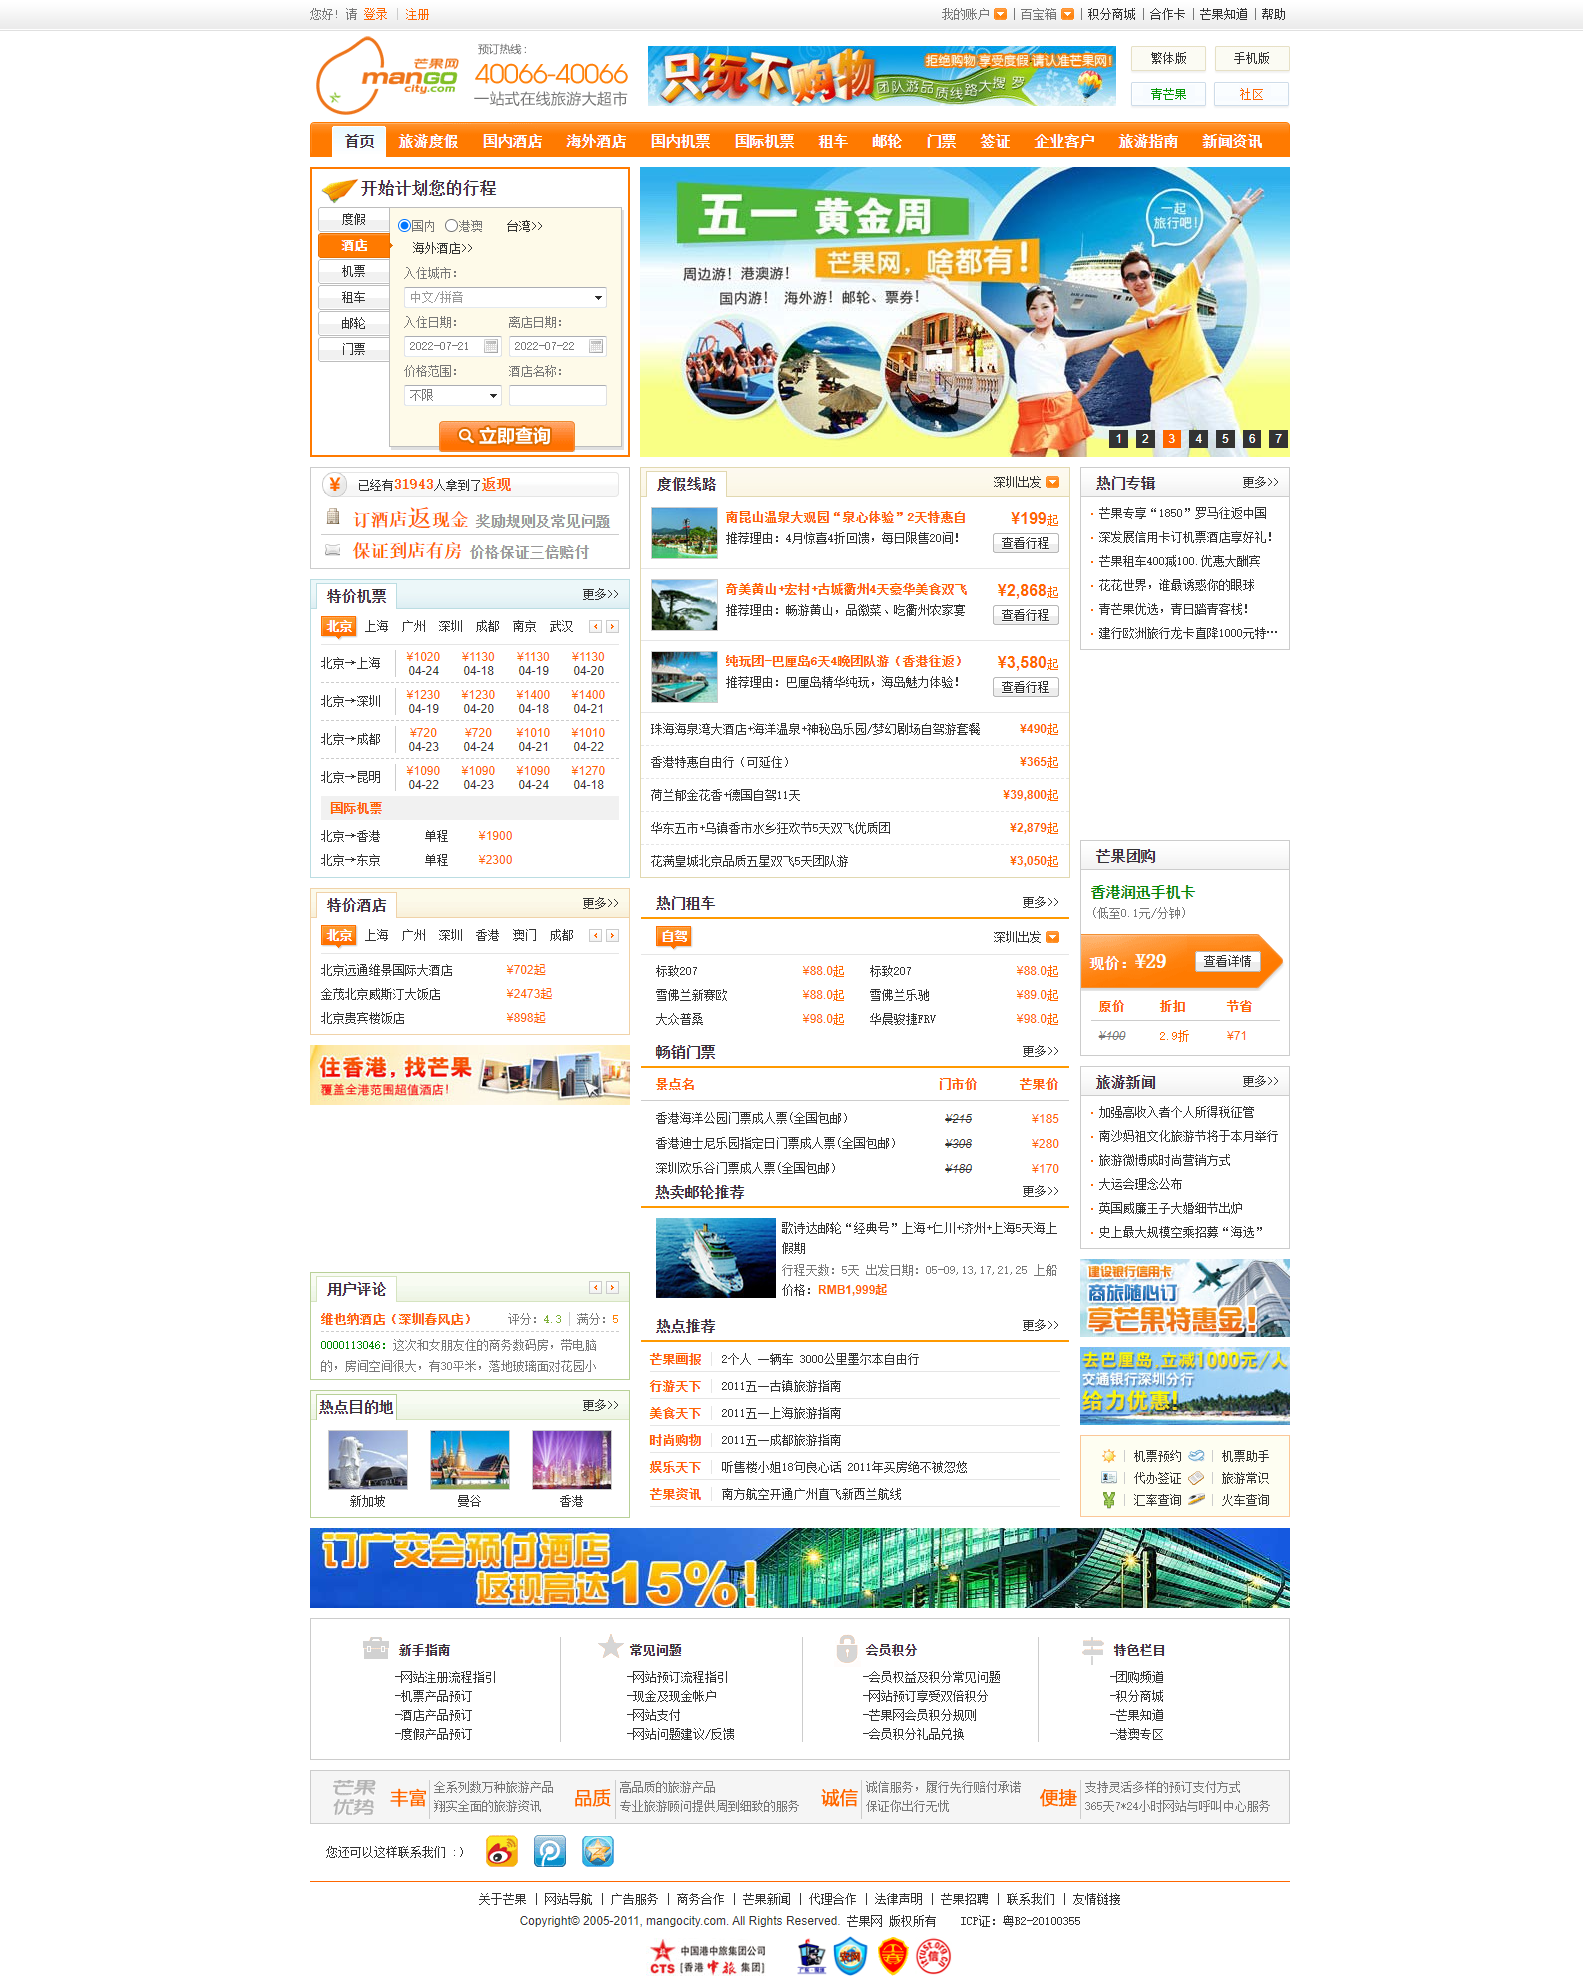 您好！请 登录 | 注册
我的账户 | 百宝箱 | 积分商城 | 合作卡 | 芒果知道 | 帮助
芒果网
mangocity.com
预订热线：
40066-40066
一站式在线旅游大超市
只玩不购物
拒绝购物 享受度假 请认准芒果网!
团队游品质线路大搜罗
繁体版 手机版
青芒果 社区
首页 旅游度假 国内酒店 海外酒店 国内机票 国际机票 租车 邮轮 门票 签证 企业客户 旅游指南 新闻资讯
开始计划您的行程
度假
酒店
机票
租车
邮轮
门票
国内 港澳 台湾>>
海外酒店>>
入住城市：
中文/拼音
入住日期： 离店日期：
2022-07-21 2022-07-22
价格范围： 酒店名称：
不限
立即查询
五一 黄金周
芒果网，啥都有！
一起旅行吧!
周边游！港澳游！
国内游！ 海外游！邮轮、票券！
1 2 3 4 5 6 7
已经有31943人拿到了返现
订酒店返现金 奖励规则及常见问题
保证到店有房 价格保证三倍赔付
特价机票 更多>>
北京 上海 广州 深圳 成都 南京 武汉
北京→上海 ¥1020 ¥1130 ¥1130 ¥1130
04-24 04-18 04-19 04-20
北京→深圳 ¥1230 ¥1230 ¥1400 ¥1400
04-19 04-20 04-18 04-21
北京→成都 ¥720 ¥720 ¥1010 ¥1010
04-23 04-24 04-21 04-22
北京→昆明 ¥1090 ¥1090 ¥1090 ¥1270
04-22 04-23 04-24 04-18
国际机票
北京→香港 单程 ¥1900
北京→东京 单程 ¥2300
特价酒店 更多>>
北京 上海 广州 深圳 香港 澳门 成都
北京远通维景国际大酒店 ¥702起
金茂北京威斯汀大饭店 ¥2473起
北京贵宾楼饭店 ¥898起
住香港，找芒果
覆盖全港范围超值酒店！
用户评论
维也纳酒店（深圳春风店） 评分：4.3 | 满分：5
0000113046：这次和女朋友住的商务数码房，带电脑
的，房间空间很大，有30平米，落地玻璃面对花园小
热点目的地 更多>>
新加坡 曼谷 香港
度假线路 深圳出发
南昆山温泉大观园“泉心体验”2天特惠自 ¥199起
推荐理由：4月惊喜4折回馈，每日限售20间！ 查看行程
奇美黄山+宏村+古城衢州4天豪华美食双飞 ¥2,868起
推荐理由：畅游黄山，品徽菜、吃衢州农家宴 查看行程
纯玩团-巴厘岛6天4晚团队游（香港往返） ¥3,580起
推荐理由：巴厘岛精华纯玩，海岛魅力体验！ 查看行程
珠海海泉湾大酒店+海洋温泉+神秘岛乐园/梦幻剧场自驾游套餐 ¥490起
香港特惠自由行（可延住） ¥365起
荷兰郁金花香+德国自驾11天 ¥39,800起
华东五市+乌镇香市水乡狂欢节5天双飞优质团 ¥2,879起
花满皇城北京品质五星双飞5天团队游 ¥3,050起
热门租车 更多>>
自驾 深圳出发
标致207 ¥88.0起 标致207 ¥88.0起
雪佛兰新赛欧 ¥88.0起 雪佛兰乐驰 ¥89.0起
大众普桑 ¥98.0起 华晨骏捷FRV ¥98.0起
畅销门票 更多>>
景点名 门市价 芒果价
香港海洋公园门票成人票(全国包邮） ¥215 ¥185
香港迪士尼乐园指定日门票成人票(全国包邮） ¥308 ¥280
深圳欢乐谷门票成人票(全国包邮） ¥180 ¥170
热卖邮轮推荐 更多>>
歌诗达邮轮“经典号”上海+仁川+济州+上海5天海上
假期
行程天数：5天 出发日期：05-09,13,17,21,25 上船
价格：RMB1,999起
热点推荐 更多>>
芒果画报 | 2个人 一辆车 3000公里墨尔本自由行
行游天下 | 2011五一古镇旅游指南
美食天下 | 2011五一上海旅游指南
时尚购物 | 2011五一成都旅游指南
娱乐天下 | 听售楼小姐18句良心话 2011年买房绝不被忽悠
芒果资讯 | 南方航空开通广州直飞新西兰航线
热门专辑 更多>>
芒果专享“1850”罗马往返中国
深发展信用卡订机票酒店享好礼！
芒果租车400减100.优惠大酬宾
花花世界，谁最诱惑你的眼球
青芒果优选，青日踏青客栈！
建行欧洲旅行龙卡直降1000元特…
芒果团购
香港润迅手机卡
(低至0.1元/分钟)
现价：¥29 查看详情
原价 折扣 节省
¥100 2.9折 ¥71
旅游新闻 更多>>
加强高收入者个人所得税征管
南沙妈祖文化旅游节将于本月举行
旅游微博成时尚营销方式
大运会理念公布
英国威廉王子大婚细节出炉
史上最大规模空乘招募“海选”
建设银行信用卡
商旅随心订
享芒果特惠金！
去巴厘岛，立减1000元/人
交通银行深圳分行
给力优惠！
机票预约 | 机票助手
代办签证 | 旅游常识
汇率查询 | 火车查询
订广交会预付酒店
返现高达15%！
新手指南
-网站注册流程指引
-机票产品预订
-酒店产品预订
-度假产品预订
常见问题
-网站预订流程指引
-现金及现金帐户
-网站支付
-网站问题建议/反馈
会员积分
-会员权益及积分常见问题
-网站预订享受双倍积分
-芒果网会员积分规则
-会员积分礼品兑换
特色栏目
-团购频道
-积分商城
-芒果知道
-港澳专区
芒果优势
丰富 全系列数万种旅游产品
翔实全面的旅游资讯
品质 高品质的旅游产品
专业旅游顾问提供周到细致的服务
诚信 诚信服务，履行先行赔付承诺
保证你出行无忧
便捷 支持灵活多样的预订支付方式
365天7*24小时网站与呼叫中心服务
您还可以这样联系我们 :）
关于芒果 | 网站导航 | 广告服务 | 商务合作 | 芒果新闻 | 代理合作 | 法律声明 | 芒果招聘 | 联系我们 | 友情链接
Copyright© 2005-2011, mangocity.com. All Rights Reserved. 芒果网 版权所有 ICP证：粤B2-20100355
CTS 中国港中旅集团公司
[香港中旅集团]